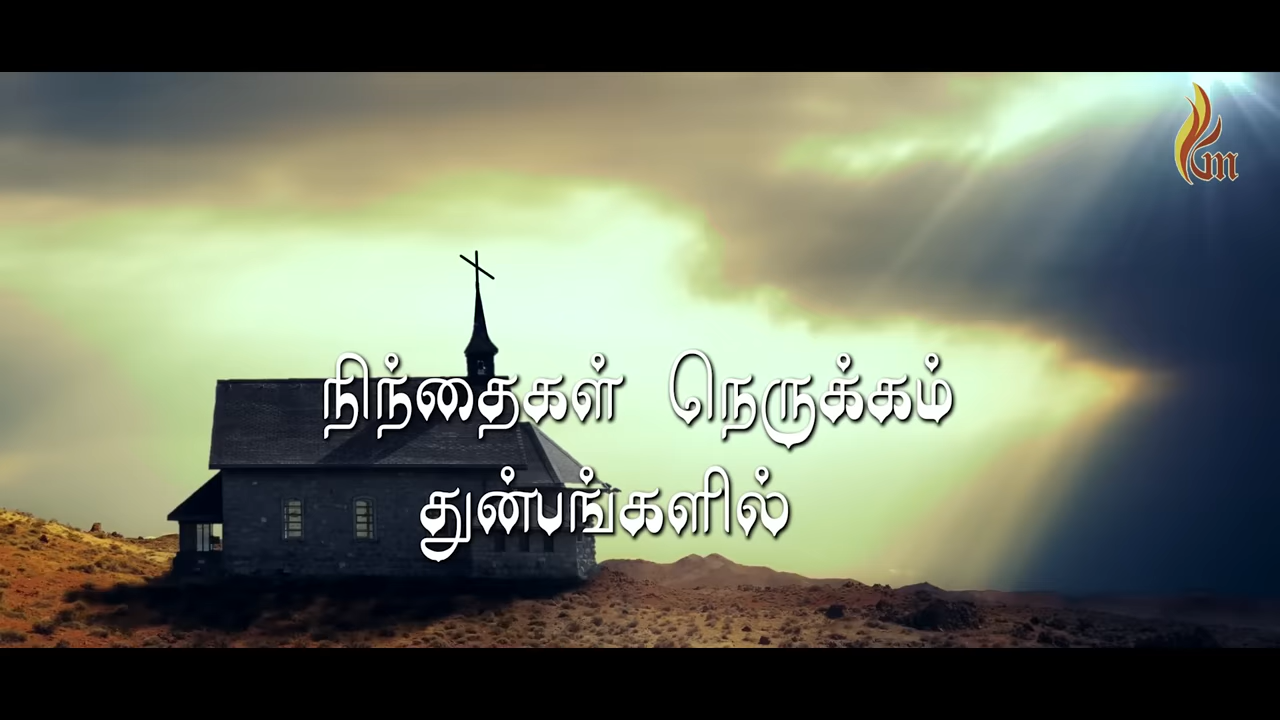 நிந்தைகள் நெருக்கம்
துன்பங்களில்